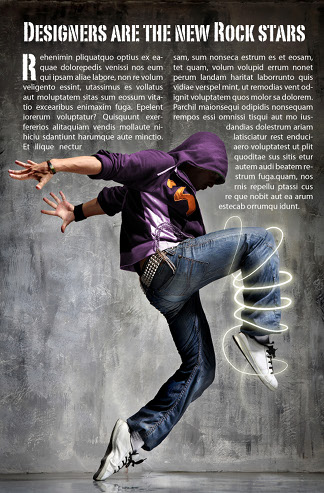 Designers are the new Rock stars
Rehenimin pliquatquo optius ex ea-
quae dolorepedis venissi nos eum
qui ipsam aliae labore, non re volum
veligento essint, utassimus es vollatus
aut moluptatem sitas sum eossum vita-
tio excearibus enimaxim fuga. Epelent
iorerum voluptatur? Quisquunt exer-
fererios alitaquiam vendis mollaute ni-
hiciu sdantiunt harumque aute minctio.
Et ilique nectur
sam, sum nonseca estrum es et eosam,
tet quam, volum volupid errum nonet
perum landam haritat laborrunto quis
vidiae verspel mint, ut remodias vent od-
ignit voluptatem quos molor sa dolorem.
Parchil maionsequi odipidis nonsequam
rempos essi omnissi tisqui aut mo ius-
dandias dolestrum ariam
latisciatur rest enduci-
aero voluptatest ut plit
quoditae sus sitis etur
autem audi beatem re-
strum fuga.quam, nos
rnis repellu ptassi cus
re que nobit aut ea arum
estecab orrumqu idunt.